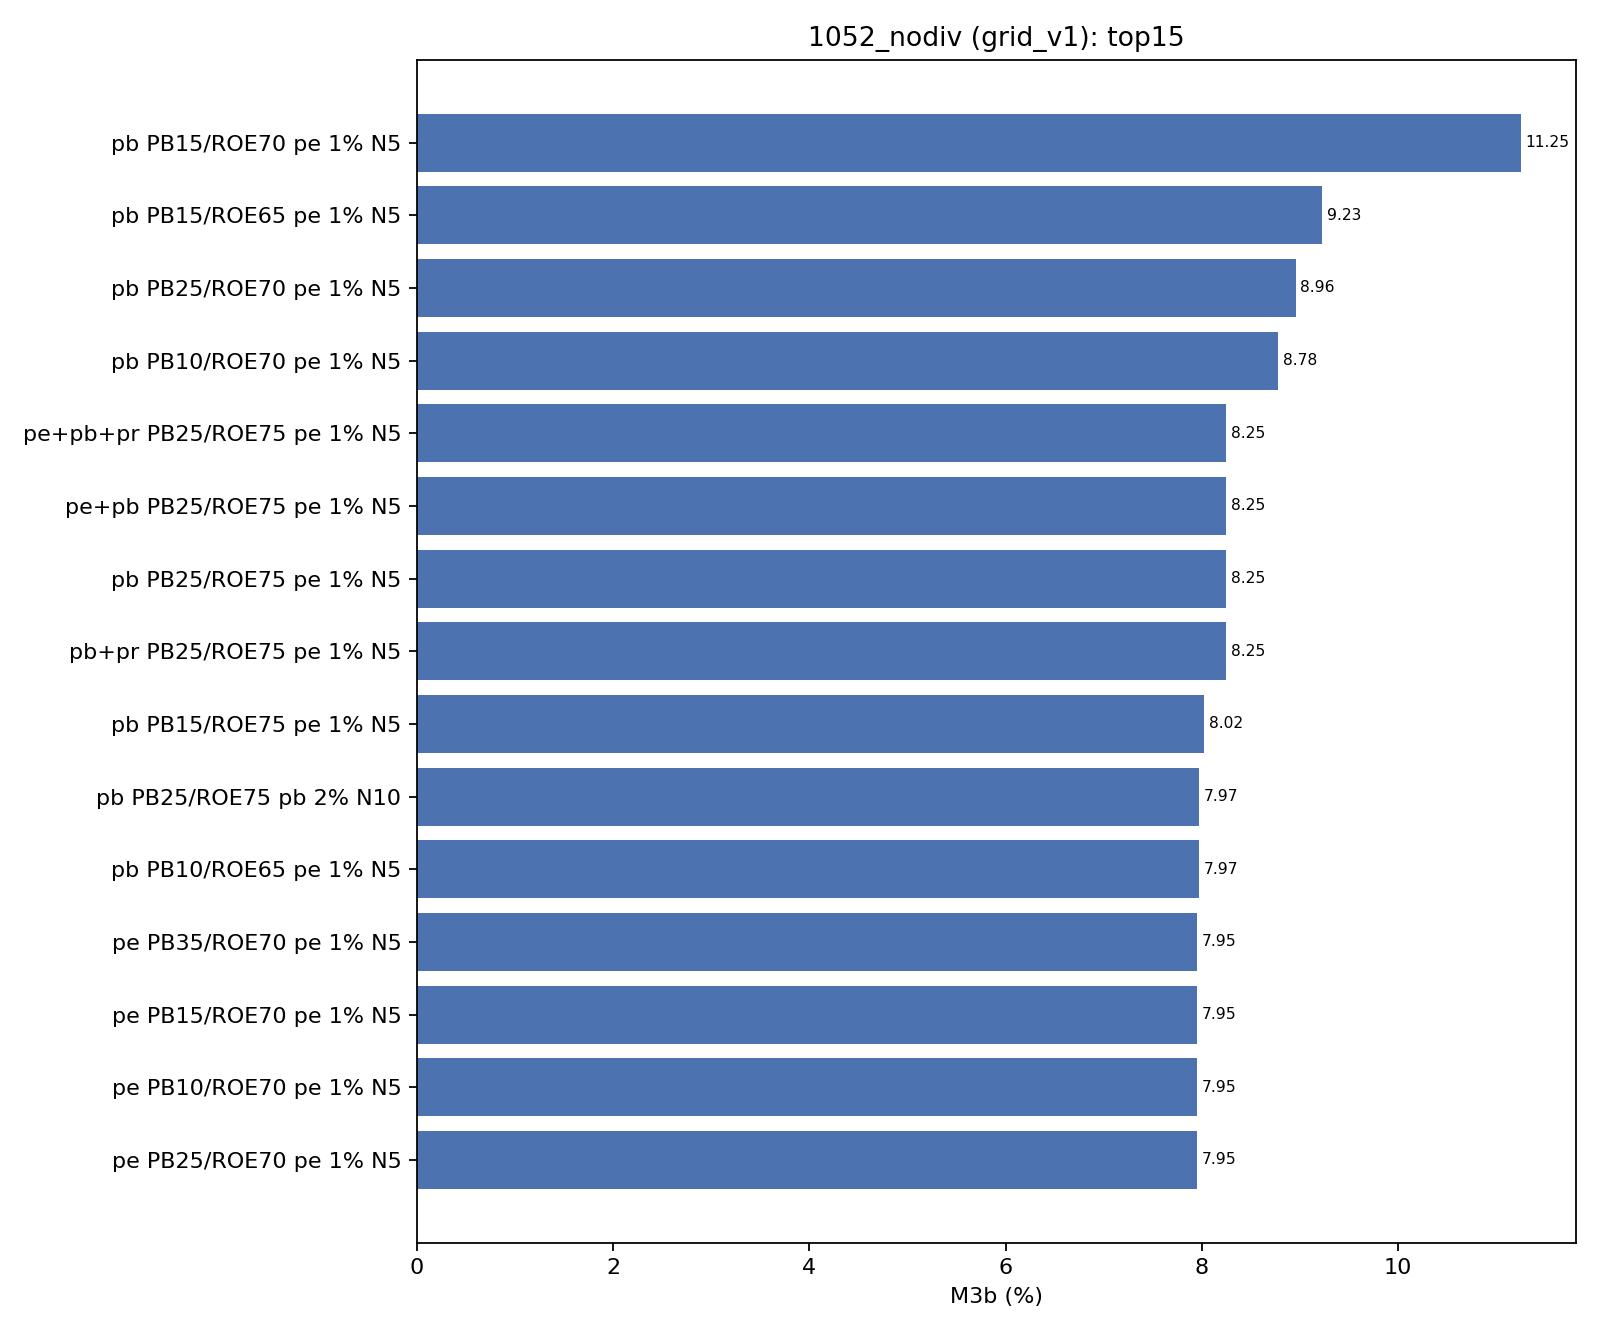 1052_nodiv (grid_v1): top15
pb PB15/ROE70 pe 1% N5 11.25
pb PB15/ROE65 pe 1% N5 9.23
pb PB25/ROE70 pe 1% N5 8.96
pb PB10/ROE70 pe 1% N5 8.78
pe+pb+pr PB25/ROE75 pe 1% N5 8.25
pe+pb PB25/ROE75 pe 1% N5 8.25
pb PB25/ROE75 pe 1% N5 8.25
pb+pr PB25/ROE75 pe 1% N5 8.25
pb PB15/ROE75 pe 1% N5 8.02
pb PB25/ROE75 pb 2% N10 7.97
pb PB10/ROE65 pe 1% N5 7.97
pe PB35/ROE70 pe 1% N5 7.95
pe PB15/ROE70 pe 1% N5 7.95
pe PB10/ROE70 pe 1% N5 7.95
pe PB25/ROE70 pe 1% N5 7.95
0 2 4 6 8 10
M3b (%)